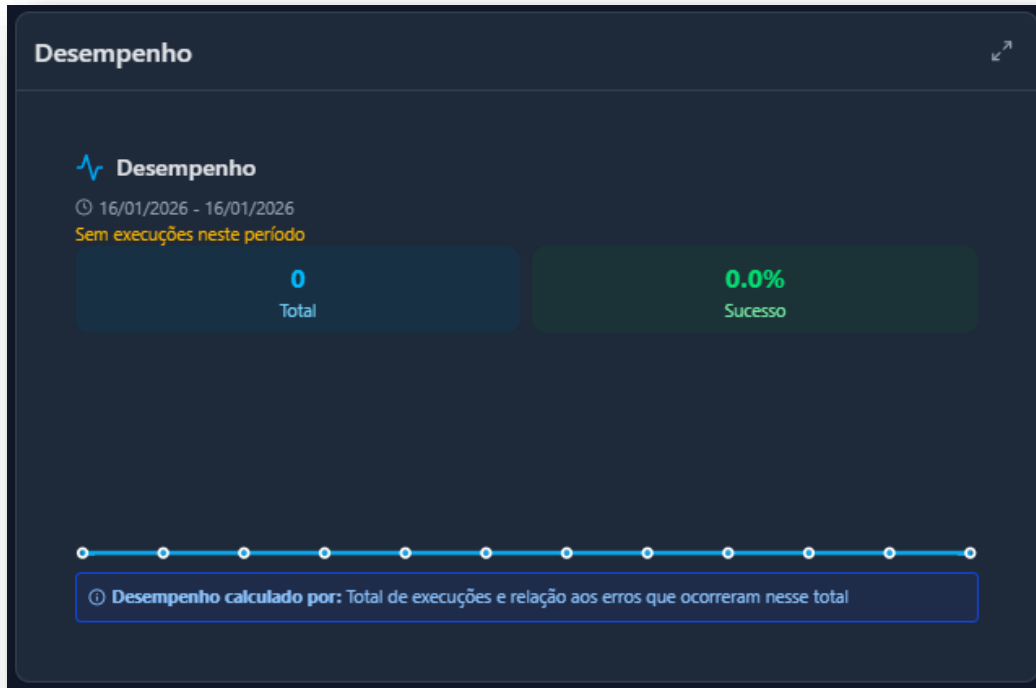 Desempenho
Desempenho
16/01/2026 - 16/01/2026
Sem execuções neste período
0
Total
0.0%
Sucesso
Desempenho calculado por: Total de execuções e relação aos erros que ocorreram nesse total